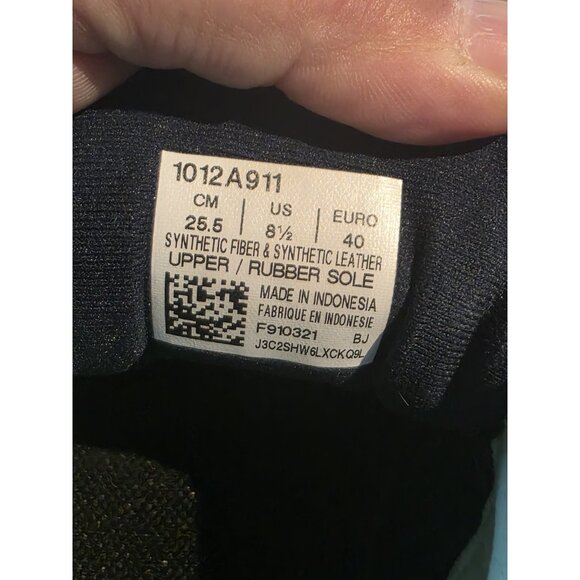 1012A911
CM US EURO
25.5 8½ 40
SYNTHETIC FIBER & SYNTHETIC LEATHER
UPPER / RUBBER SOLE
MADE IN INDONESIA
FABRIQUE EN INDONESIE
F910321 BJ
J3C2SHW6LXCKQ9L